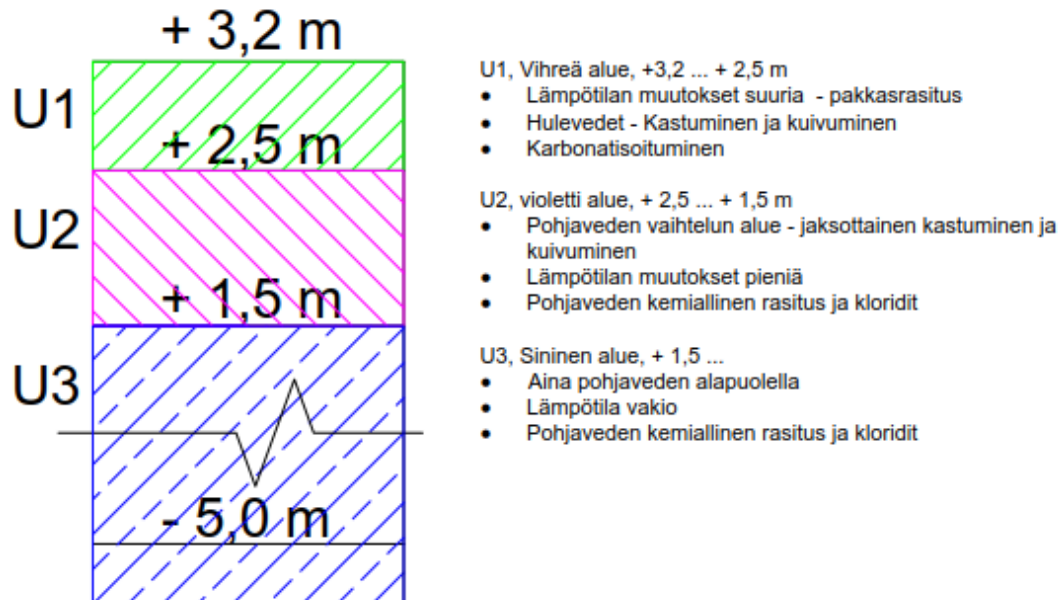 + 3,2 m
U1
+ 2,5 m
U2
+ 1,5 m
U3
- 5,0 m
U1, Vihreä alue, +3,2 ... + 2,5 m
• Lämpötilan muutokset suuria - pakkasrasitus
• Hulevedet - Kastuminen ja kuivuminen
• Karbonatisoituminen
U2, violetti alue, + 2,5 ... + 1,5 m
• Pohjaveden vaihtelun alue - jaksottainen kastuminen ja
kuivuminen
• Lämpötilan muutokset pieniä
• Pohjaveden kemiallinen rasitus ja kloridit
U3, Sininen alue, + 1,5 ...
• Aina pohjaveden alapuolella
• Lämpötila vakio
• Pohjaveden kemiallinen rasitus ja kloridit